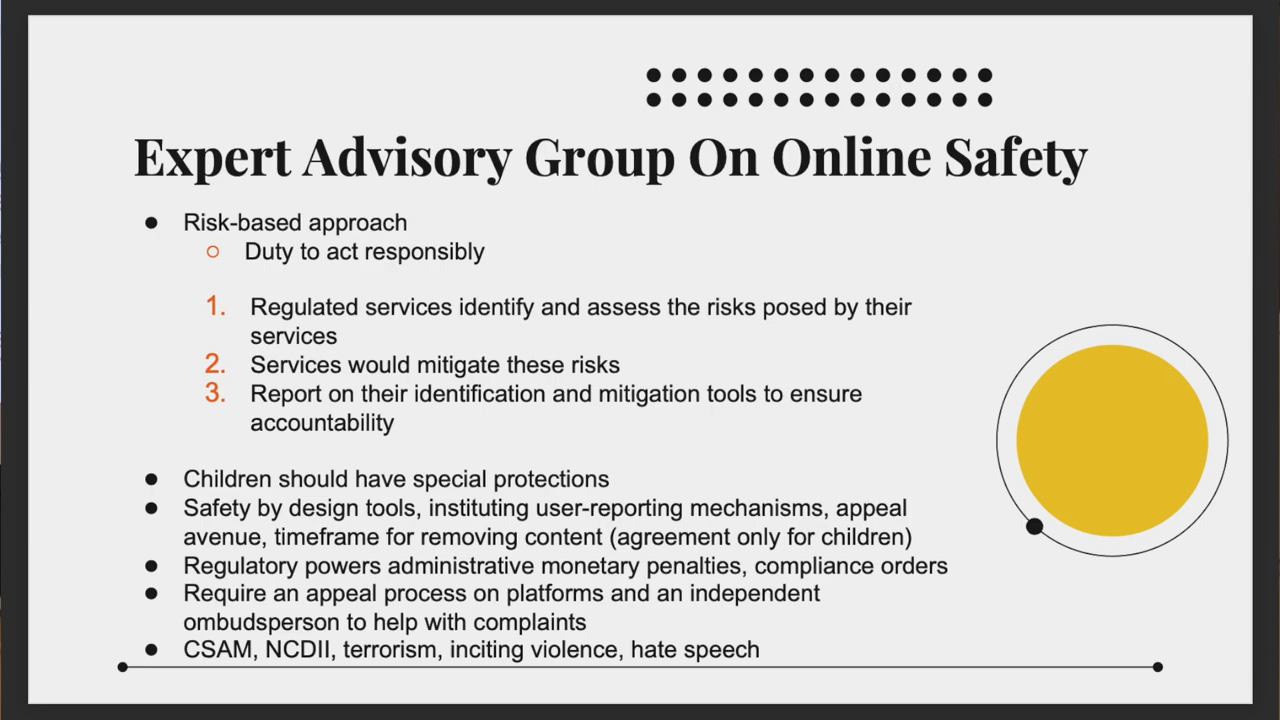 Expert Advisory Group On Online Safety
● Risk-based approach
○ Duty to act responsibly
1. Regulated services identify and assess the risks posed by their
services
2. Services would mitigate these risks
3. Report on their identification and mitigation tools to ensure
accountability
● Children should have special protections
● Safety by design tools, instituting user-reporting mechanisms, appeal
avenue, timeframe for removing content (agreement only for children)
● Regulatory powers administrative monetary penalties, compliance orders
● Require an appeal process on platforms and an independent
ombudsperson to help with complaints
● CSAM, NCDII, terrorism, inciting violence, hate speech